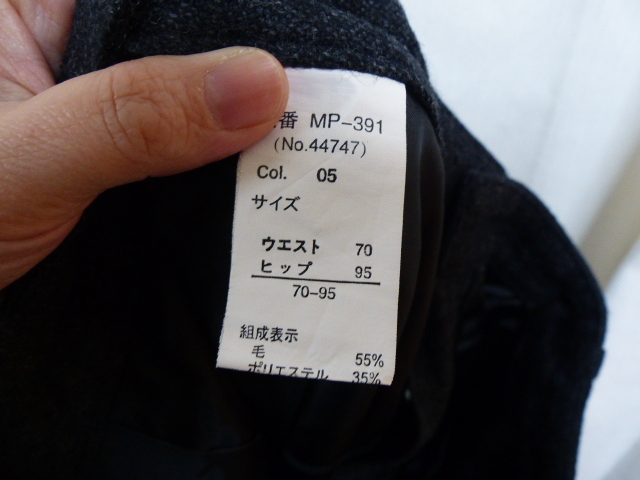 番 MP-391
(No.44747)
Col. 05
サイズ
ウエスト 70
ヒップ 95
70-95
組成表示
毛 55%
ポリエステル 35%